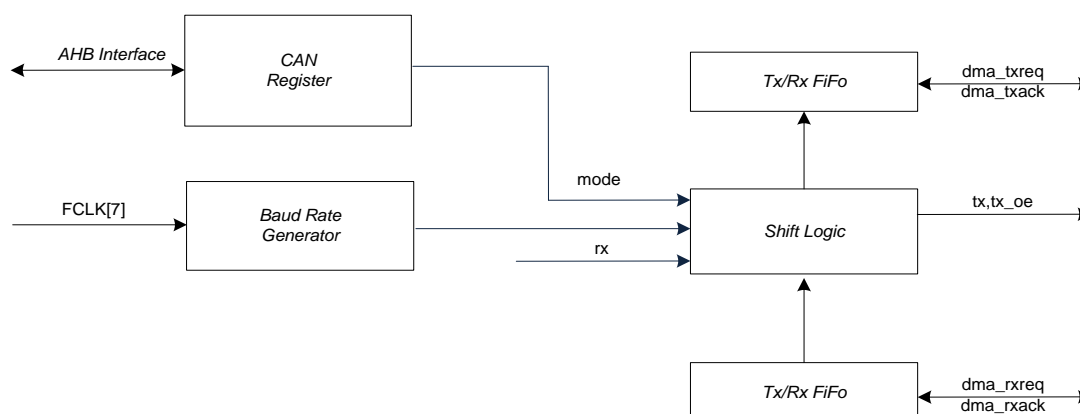 AHB Interface
CAN
Register
Tx/Rx FiFo
dma_txreq
dma_txack
mode
FCLK[7]
Baud Rate
Generator
rx
Shift Logic
tx,tx_oe
Tx/Rx FiFo
dma_rxreq
dma_rxack